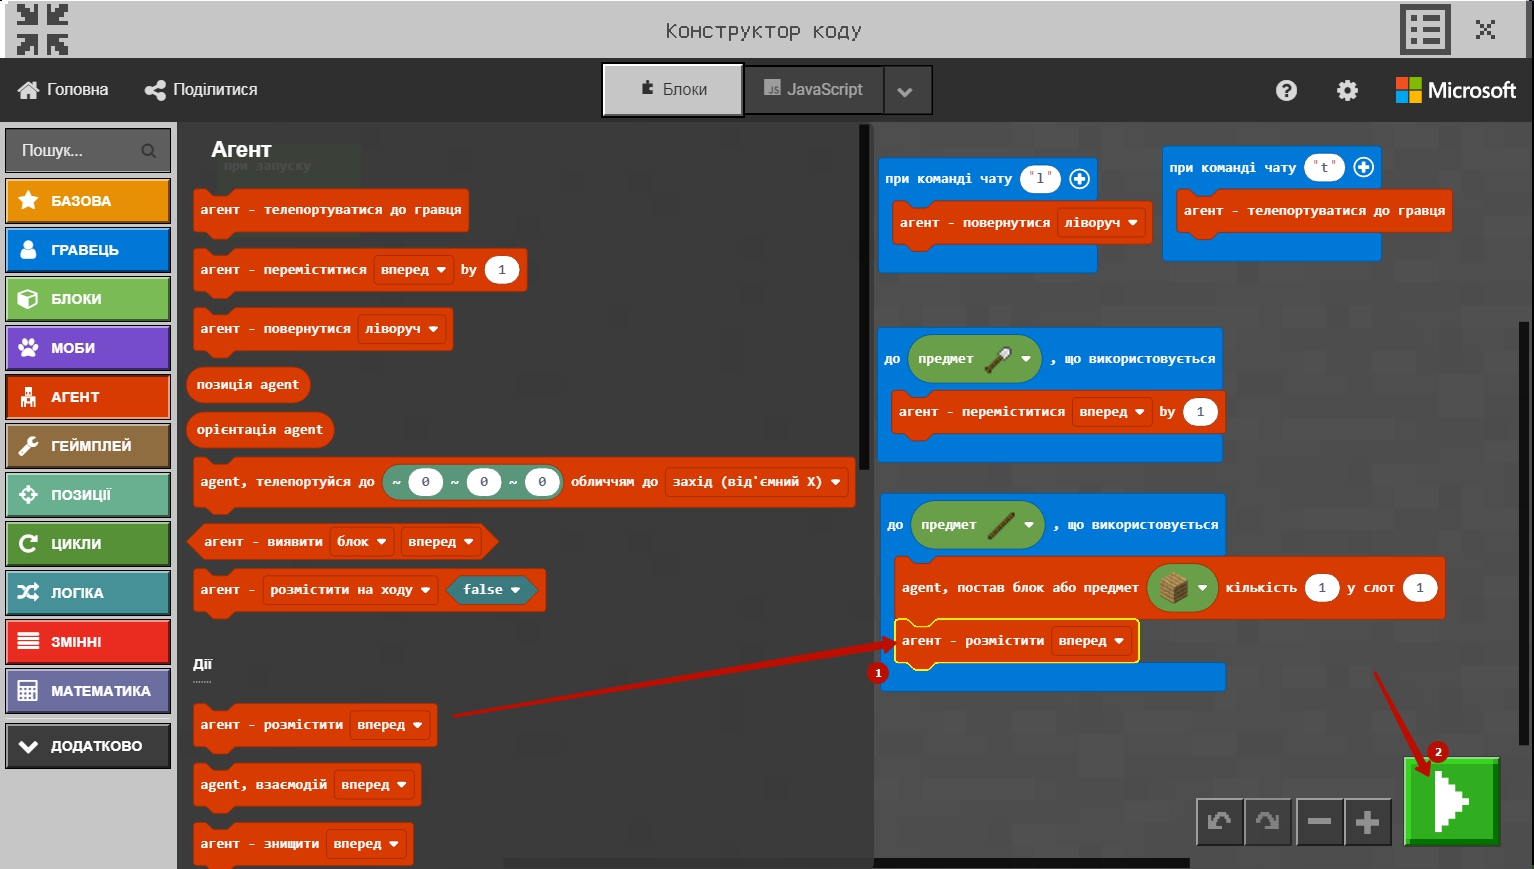 Конструктор коду
Головна
Поділитися
Блоки
JS JavaScript
?
Microsoft
Пошук...
БАЗОВА
ГРАВЕЦЬ
БЛОКИ
МОБИ
АГЕНТ
ГЕЙМПЛЕЙ
ПОЗИЦІЇ
ЦИКЛИ
ЛОГІКА
ЗМІННІ
МАТЕМАТИКА
ДОДАТКОВО
Агент
при запуску
агент - телепортуватися до гравця
агент - переміститися вперед by 1
агент - повернутися ліворуч
позиція agent
орієнтація agent
agent, телепортуйся до ~ 0 ~ 0 ~ 0 обличчям до захід (від'ємний X)
агент - виявити блок вперед
агент - розмістити на ходу false
Дії
агент - розмістити вперед
agent, взаємодій вперед
агент - знищити вперед
при команді чату "l"
агент - повернутися ліворуч
при команді чату "t"
агент - телепортуватися до гравця
до предмет , що використовується
агент - переміститися вперед by 1
до предмет , що використовується
agent, постав блок або предмет кількість 1 у слот 1
агент - розмістити вперед
1
2